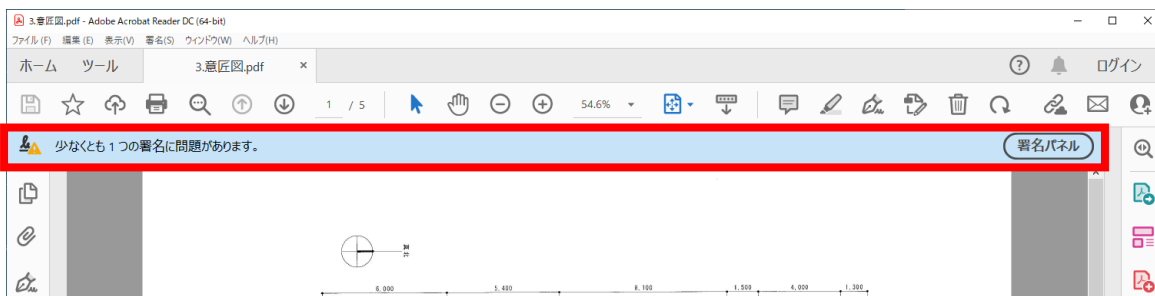 3.意匠図.pdf - Adobe Acrobat Reader DC (64-bit)
ファイル(F) 編集(E) 表示(V) 署名(S) ウィンドウ(W) ヘルプ(H)
ホーム ツール 3.意匠図.pdf × ログイン
1 / 5 54.6%
少なくとも 1 つの署名に問題があります。 署名パネル
6,000 5,400 8,100 1,500 4,000 1,300